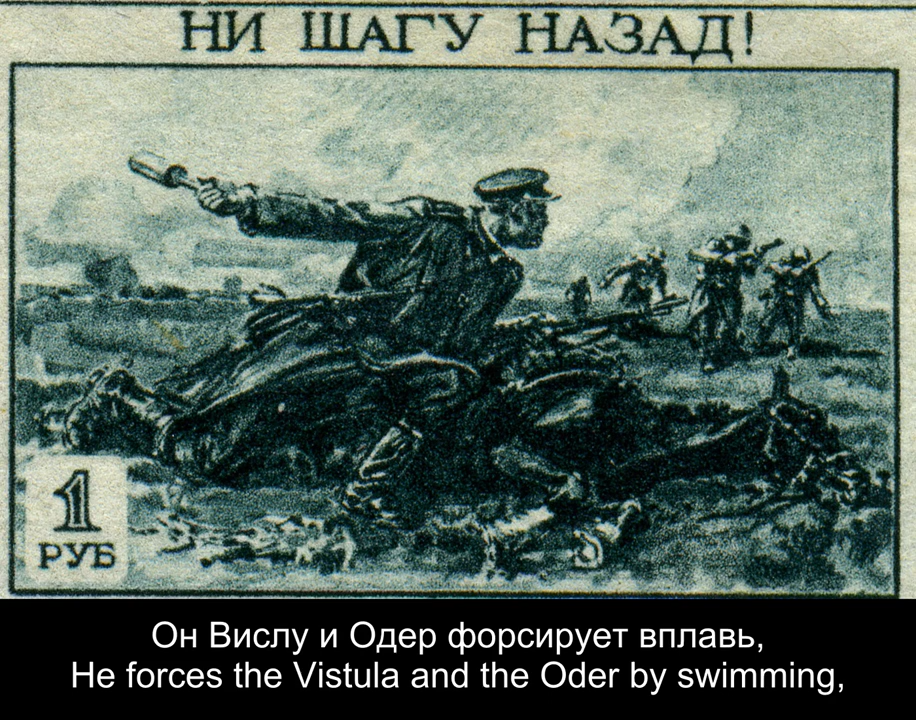 НИ ШАГУ НАЗАД!
1
РУБ
Он Вислу и Одер форсирует вплавь,
He forces the Vistula and the Oder by swimming,